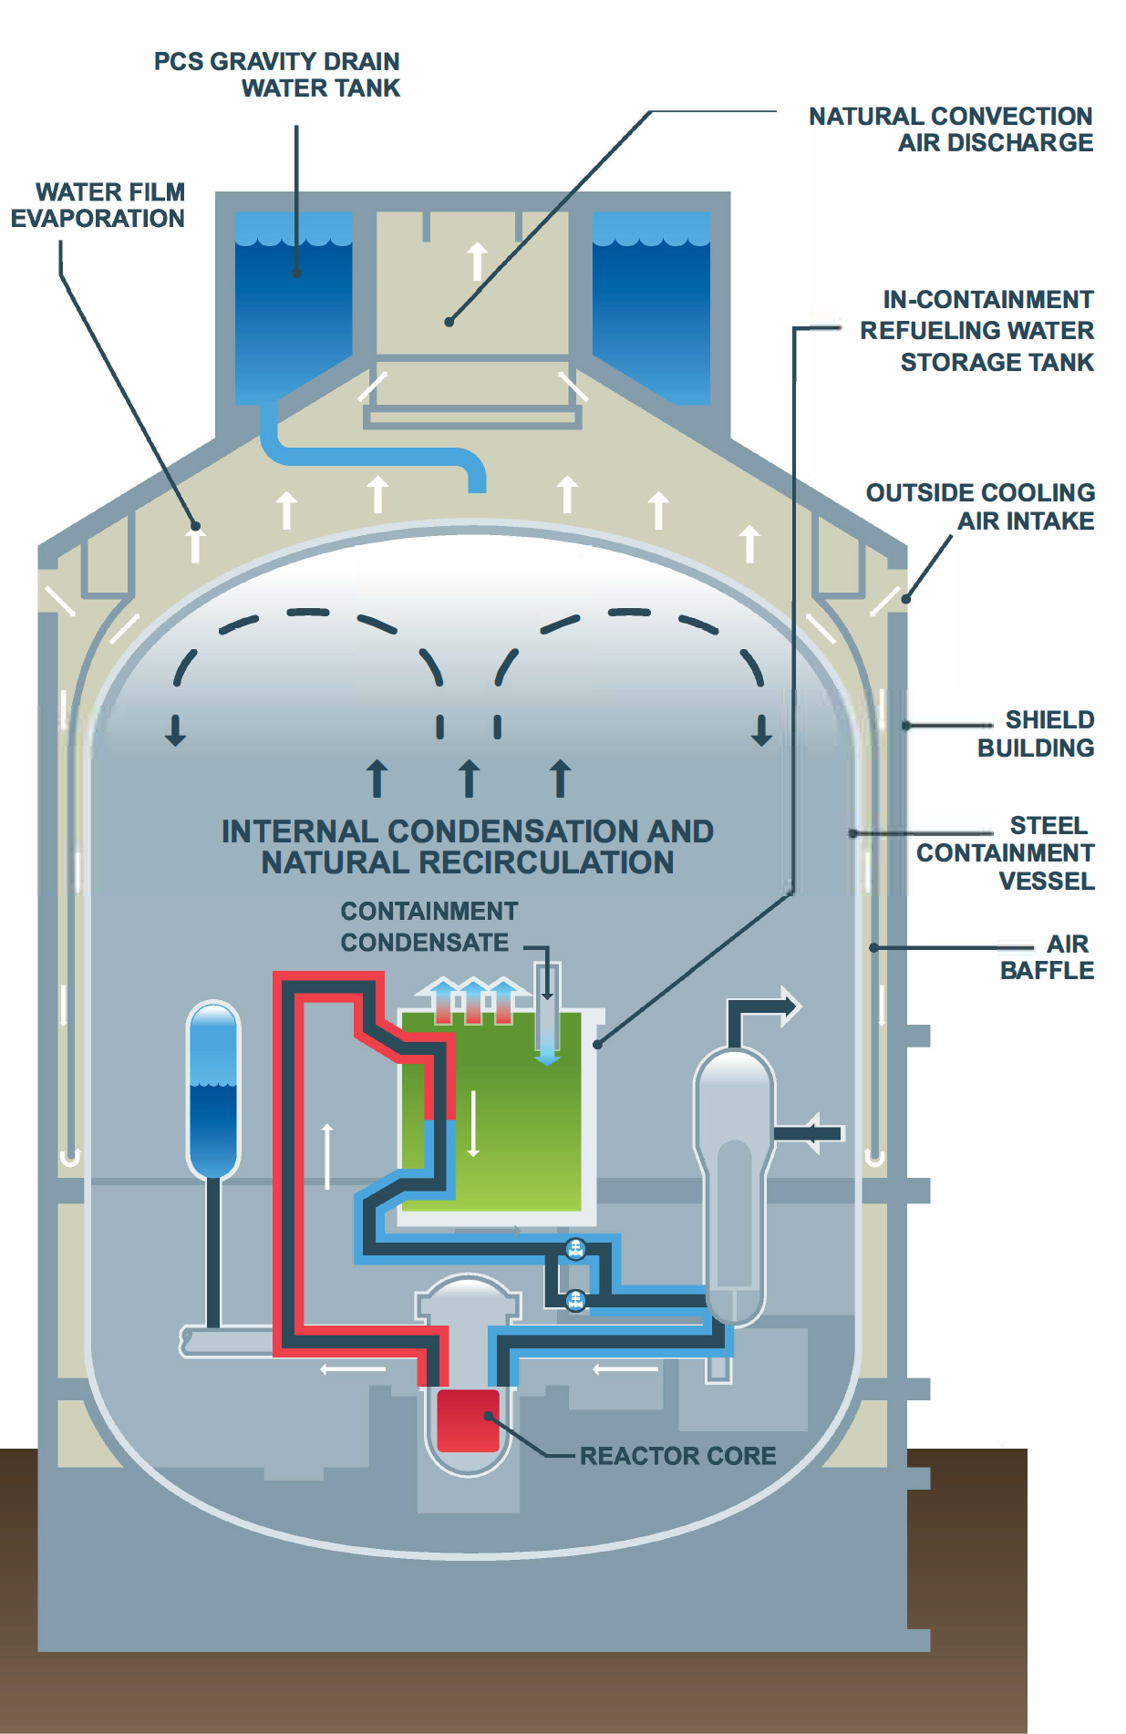 PCS GRAVITY DRAIN
WATER TANK
NATURAL CONVECTION
AIR DISCHARGE
WATER FILM
EVAPORATION
IN-CONTAINMENT
REFUELING WATER
STORAGE TANK
OUTSIDE COOLING
AIR INTAKE
SHIELD
BUILDING
STEEL
CONTAINMENT
VESSEL
INTERNAL CONDENSATION AND
NATURAL RECIRCULATION
CONTAINMENT
CONDENSATE
AIR
BAFFLE
REACTOR CORE